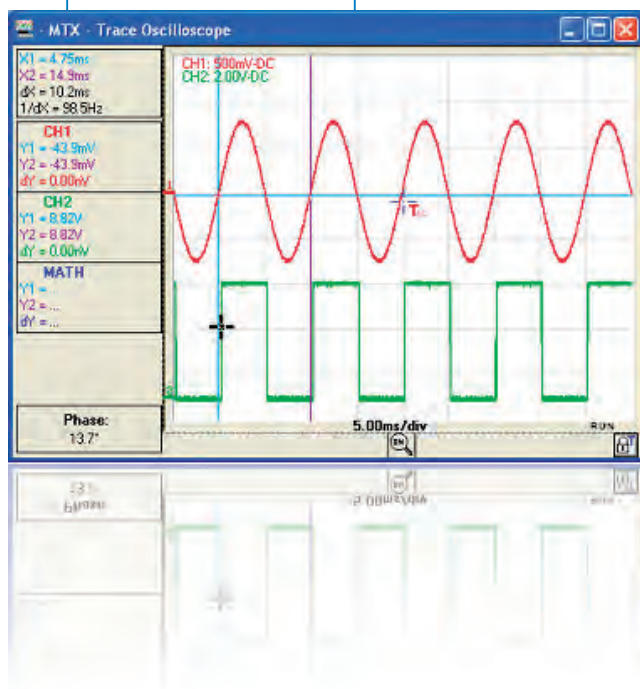 MTX - Trace Oscilloscope
X1 = 4.75ms
X2 = 14.9ms
dX = 10.2ms
1/dX = 98.5Hz
CH1
Y1 = -43.9mV
Y2 = -43.9mV
dY = 0.00nV
CH2
Y1 = 8.82V
Y2 = 8.82V
dY = 0.00nV
MATH
Y1 = ...
Y2 = ...
dY = ...
Phase:
13.7°
CH1: 500mV-DC
CH2: 2.00V-DC
T
5.00ms/div
RUN